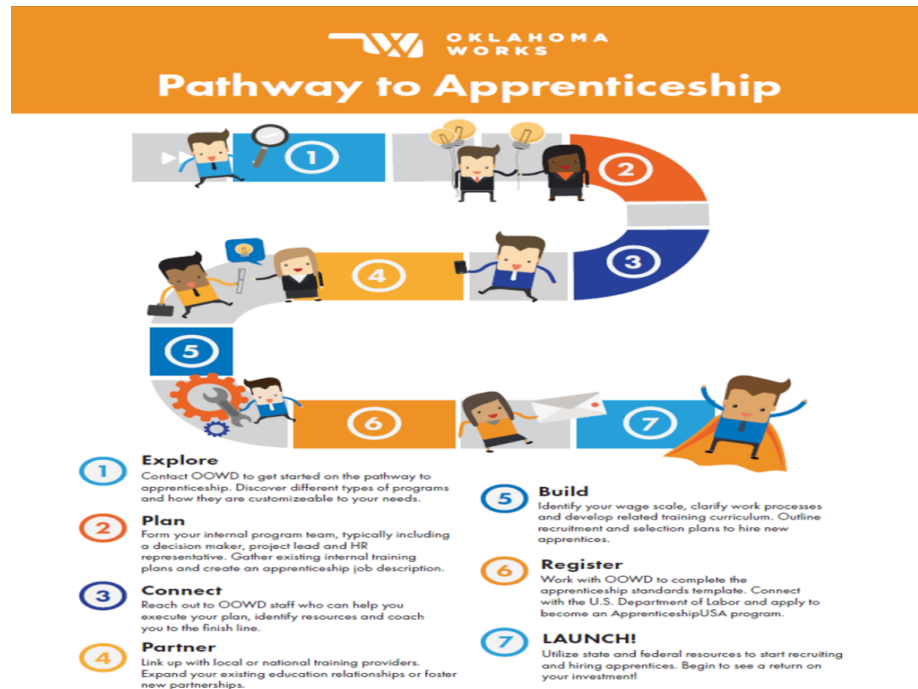 OKLAHOMA
WORKS
Pathway to Apprenticeship
1
2
3
4
5
6
7
1 Explore
Contact OOWD to get started on the pathway to
apprenticeship. Discover different types of programs
and how they are customizeable to your needs.
2 Plan
Form your internal program team, typically including
a decision maker, project lead and HR
representative. Gather existing internal training
plans and create an apprenticeship job description.
3 Connect
Reach out to OOWD staff who can help you
execute your plan, identify resources and coach
you to the finish line.
4 Partner
Link up with local or national training providers.
Expand your existing education relationships or foster
new partnerships.
5 Build
Identify your wage scale, clarify work processes
and develop related training curriculum. Outline
recruitment and selection plans to hire new
apprentices.
6 Register
Work with OOWD to complete the
apprenticeship standards template. Connect
with the U.S. Department of Labor and apply to
become an ApprenticeshipUSA program.
7 LAUNCH!
Utilize state and federal resources to start recruiting
and hiring apprentices. Begin to see a return on
your investment!